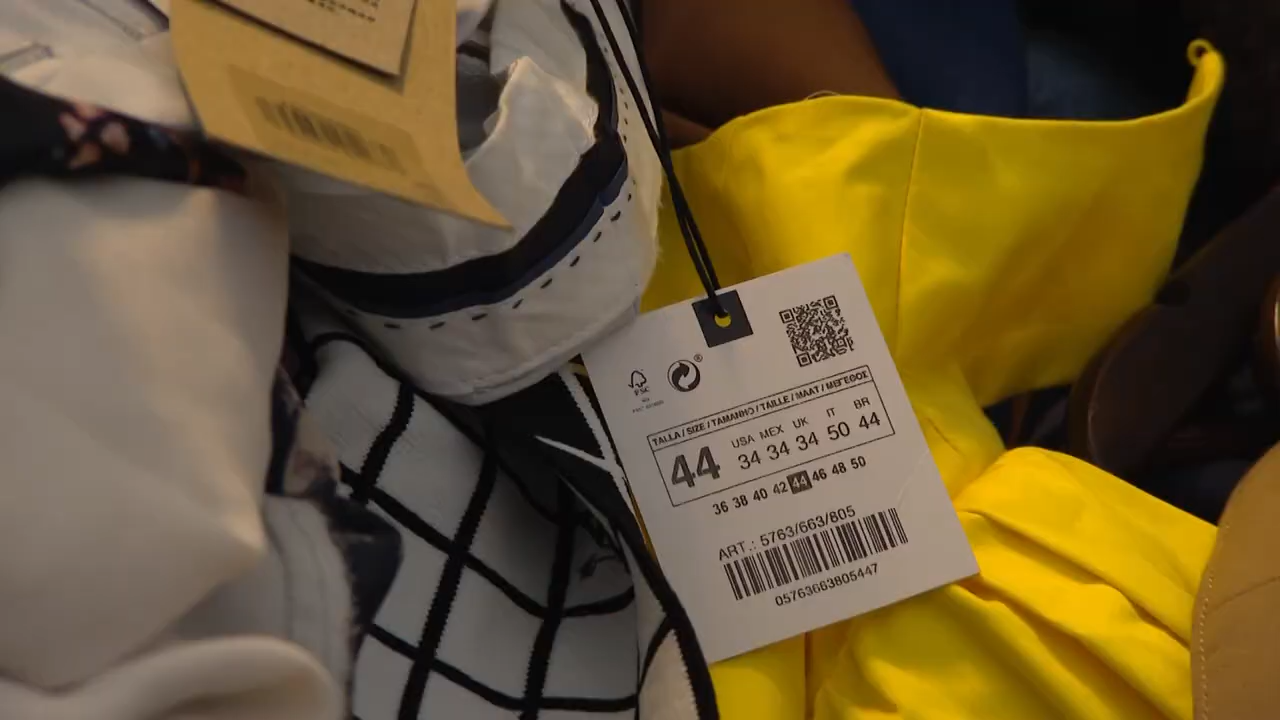 FSC
®
TALLA / SIZE / TAMANHO / TAILLE / MAAT / ΜΕΓΕΘΟΣ
44
USA MEX UK IT BR
34 34 34 50 44
36 38 40 42 44 46 48 50
ART.: 5763/663/805
05763663805447